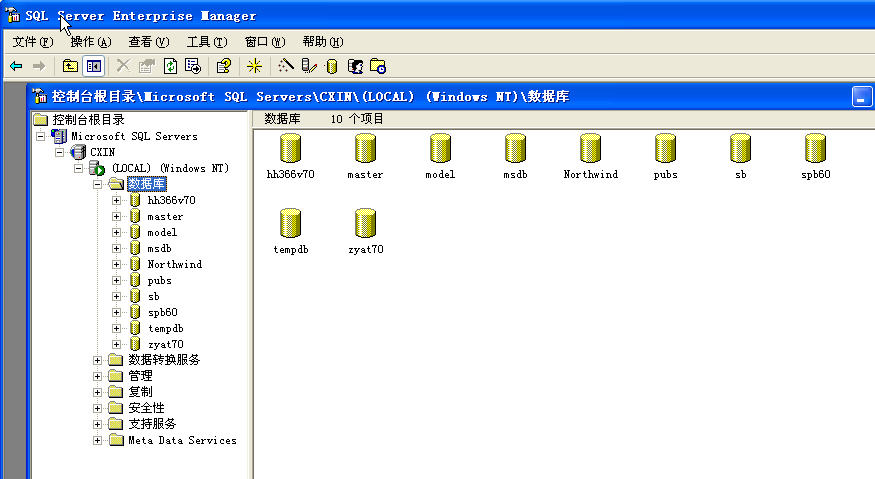 SQL Server Enterprise Manager
文件(F) 操作(A) 查看(V) 工具(T) 窗口(W) 帮助(H)
控制台根目录\Microsoft SQL Servers\CXIN\(LOCAL) (Windows NT)\数据库
控制台根目录
Microsoft SQL Servers
CXIN
(LOCAL) (Windows NT)
数据库
hh366v70
master
model
msdb
Northwind
pubs
sb
spb60
tempdb
zyat70
数据转换服务
管理
复制
安全性
支持服务
Meta Data Services
数据库 10 个项目
hh366v70 master model msdb Northwind pubs sb spb60
tempdb zyat70